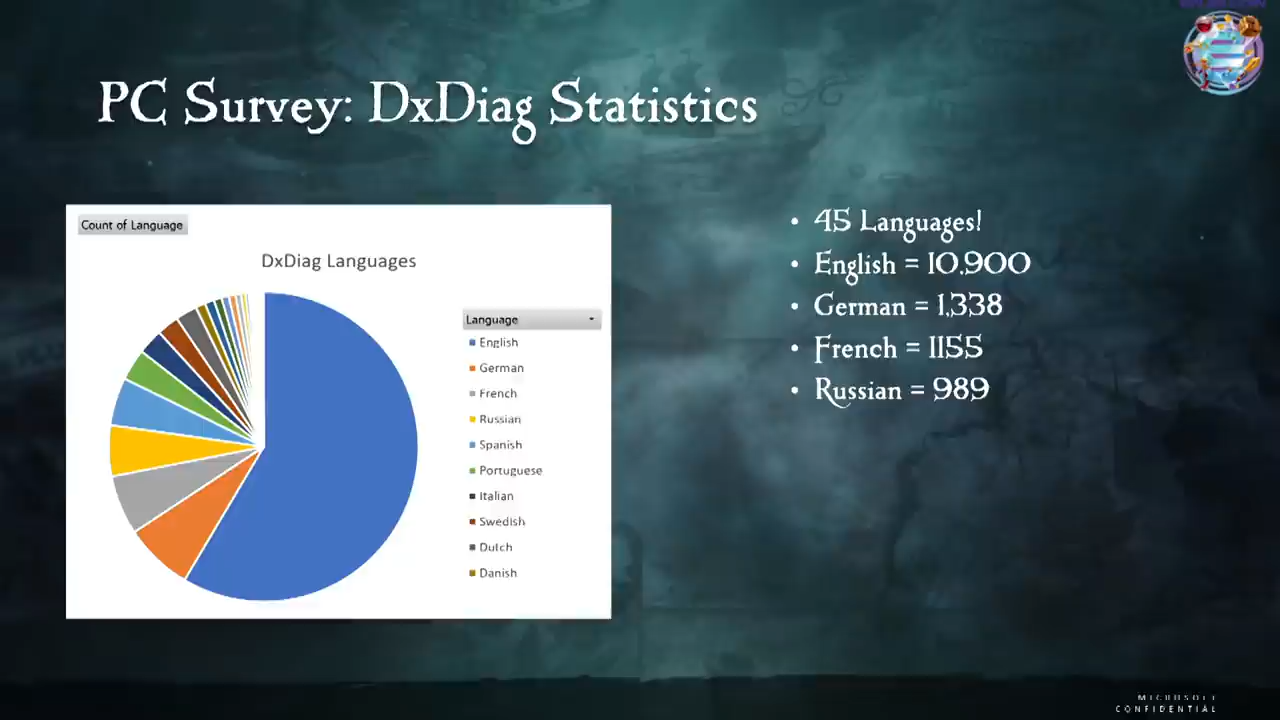 PC Survey: DxDiag Statistics
Count of Language
DxDiag Languages
Language
English
German
French
Russian
Spanish
Portuguese
Italian
Swedish
Dutch
Danish
• 45 Languages!
• English = 10,900
• German = 1,338
• French = 1155
• Russian = 989
MICROSOFT
CONFIDENTIAL